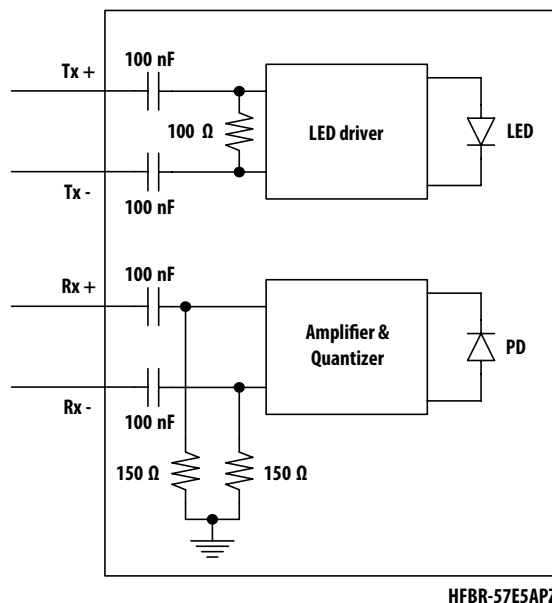 100 nF
Tx +
100 Ω
LED driver
LED
Tx -
100 nF
100 nF
Rx +
Amplifier &
Quantizer
PD
Rx -
100 nF
150 Ω
150 Ω
HFBR-57E5APZ